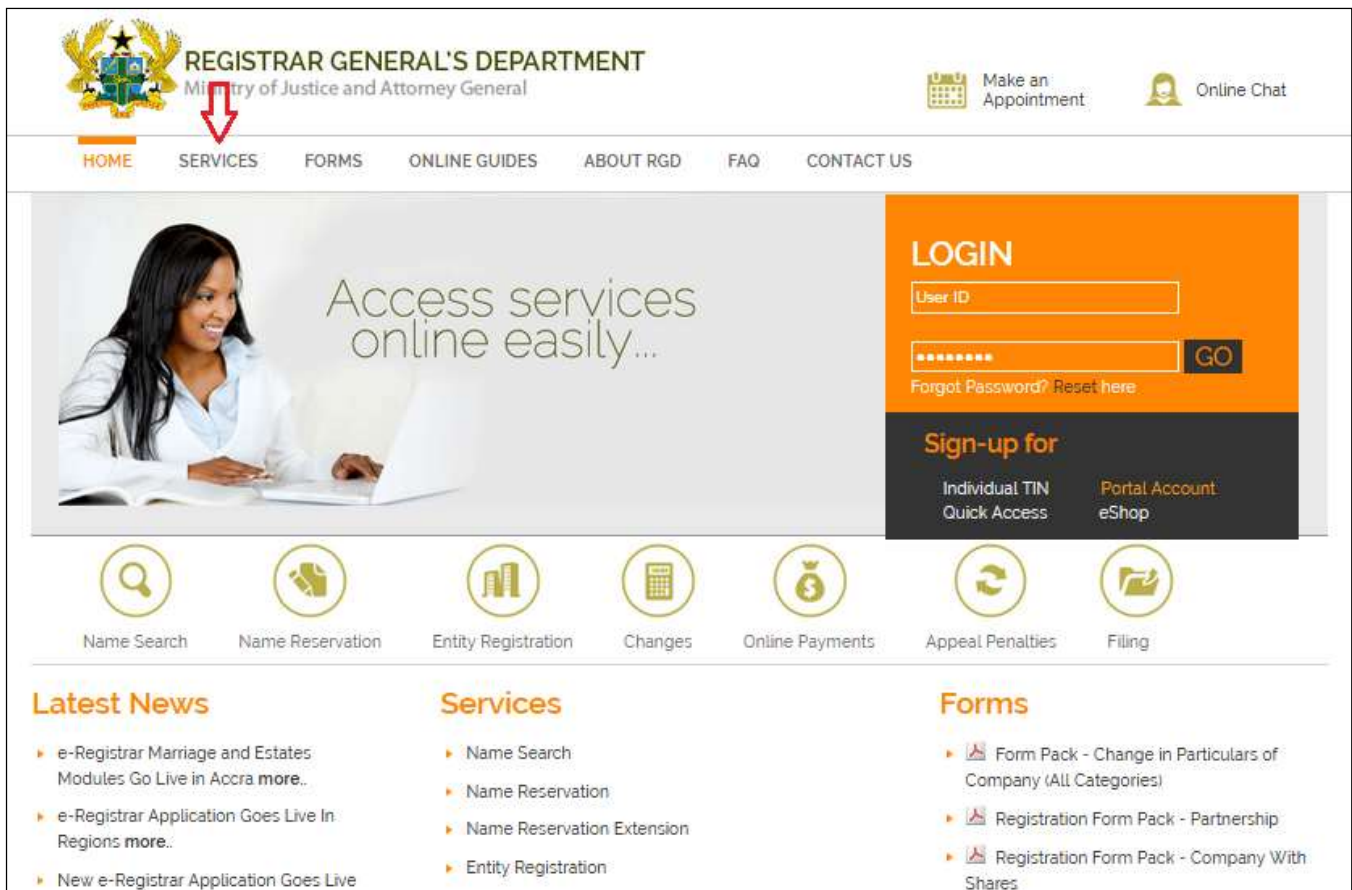 REGISTRAR GENERAL'S DEPARTMENT
Ministry of Justice and Attorney General
Make an
Appointment
Online Chat
HOME SERVICES FORMS ONLINE GUIDES ABOUT RGD FAQ CONTACT US
Access services
online easily...
LOGIN
User ID
GO
Forgot Password? Reset here
Sign-up for
Individual TIN Portal Account
Quick Access eShop
Name Search Name Reservation Entity Registration Changes Online Payments Appeal Penalties Filing
Latest News
e-Registrar Marriage and Estates
Modules Go Live in Accra more..
e-Registrar Application Goes Live In
Regions more..
New e-Registrar Application Goes Live
Services
Name Search
Name Reservation
Name Reservation Extension
Entity Registration
Forms
Form Pack - Change in Particulars of
Company (All Categories)
Registration Form Pack - Partnership
Registration Form Pack - Company With
Shares